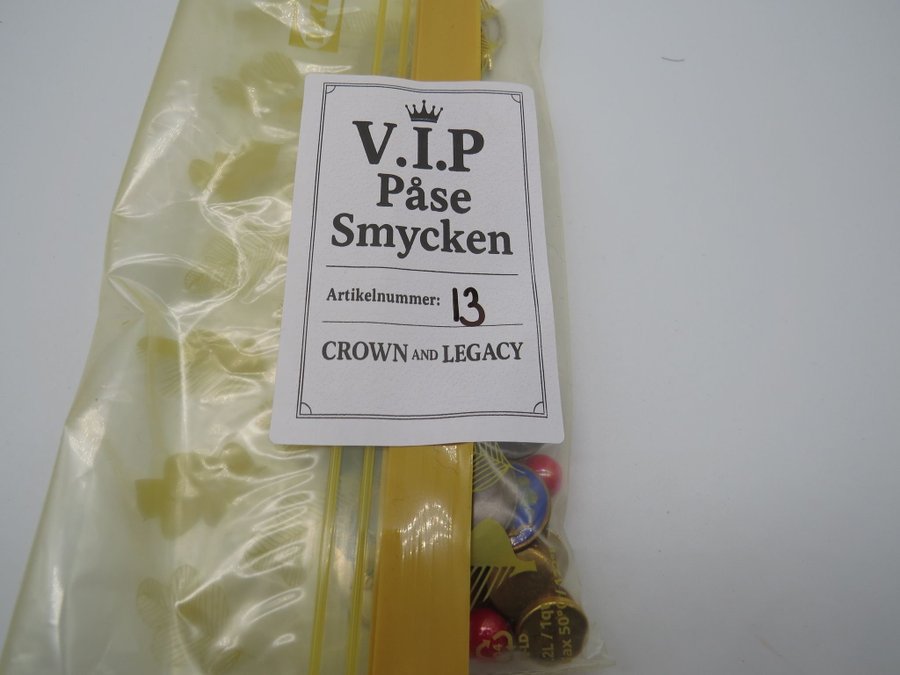 V.I.P
Påse
Smycken
Artikelnummer: 13
CROWN AND LEGACY